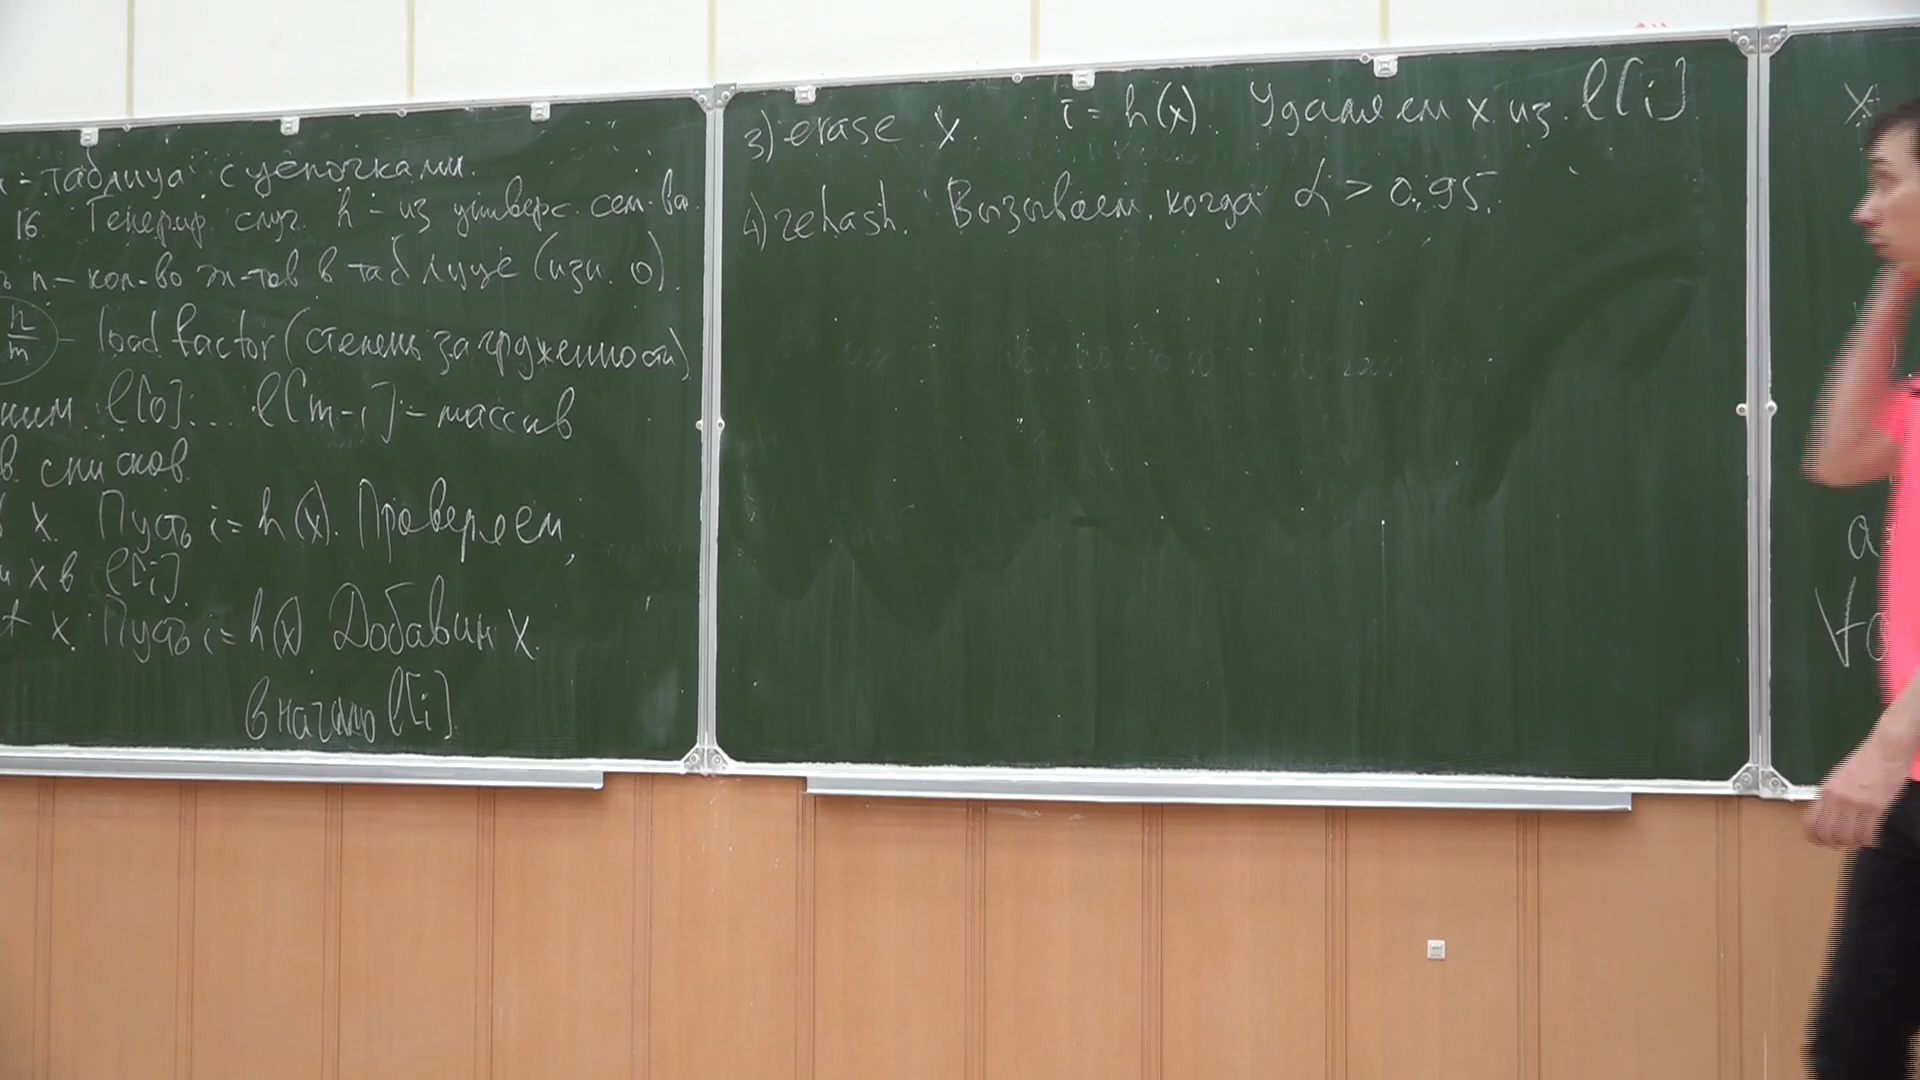 - таблица с цепочками.
16. Генерир. случ. h - из универс. сем-ва
n - кол-во эл-тов в таблице (изн. 0).
n/m - load factor (степень загруженности)
l[0] ... l[m-1] - массив
списков
x. Пусть i = h(x). Проверяем,
x в l[i].
x. Пусть i = h(x) Добавим x
в начало l[i].
3) erase x. i = h(x). Удаляем x из l[i]
4) rehash. Вызываем, когда α > 0,95.
x
a
∀a